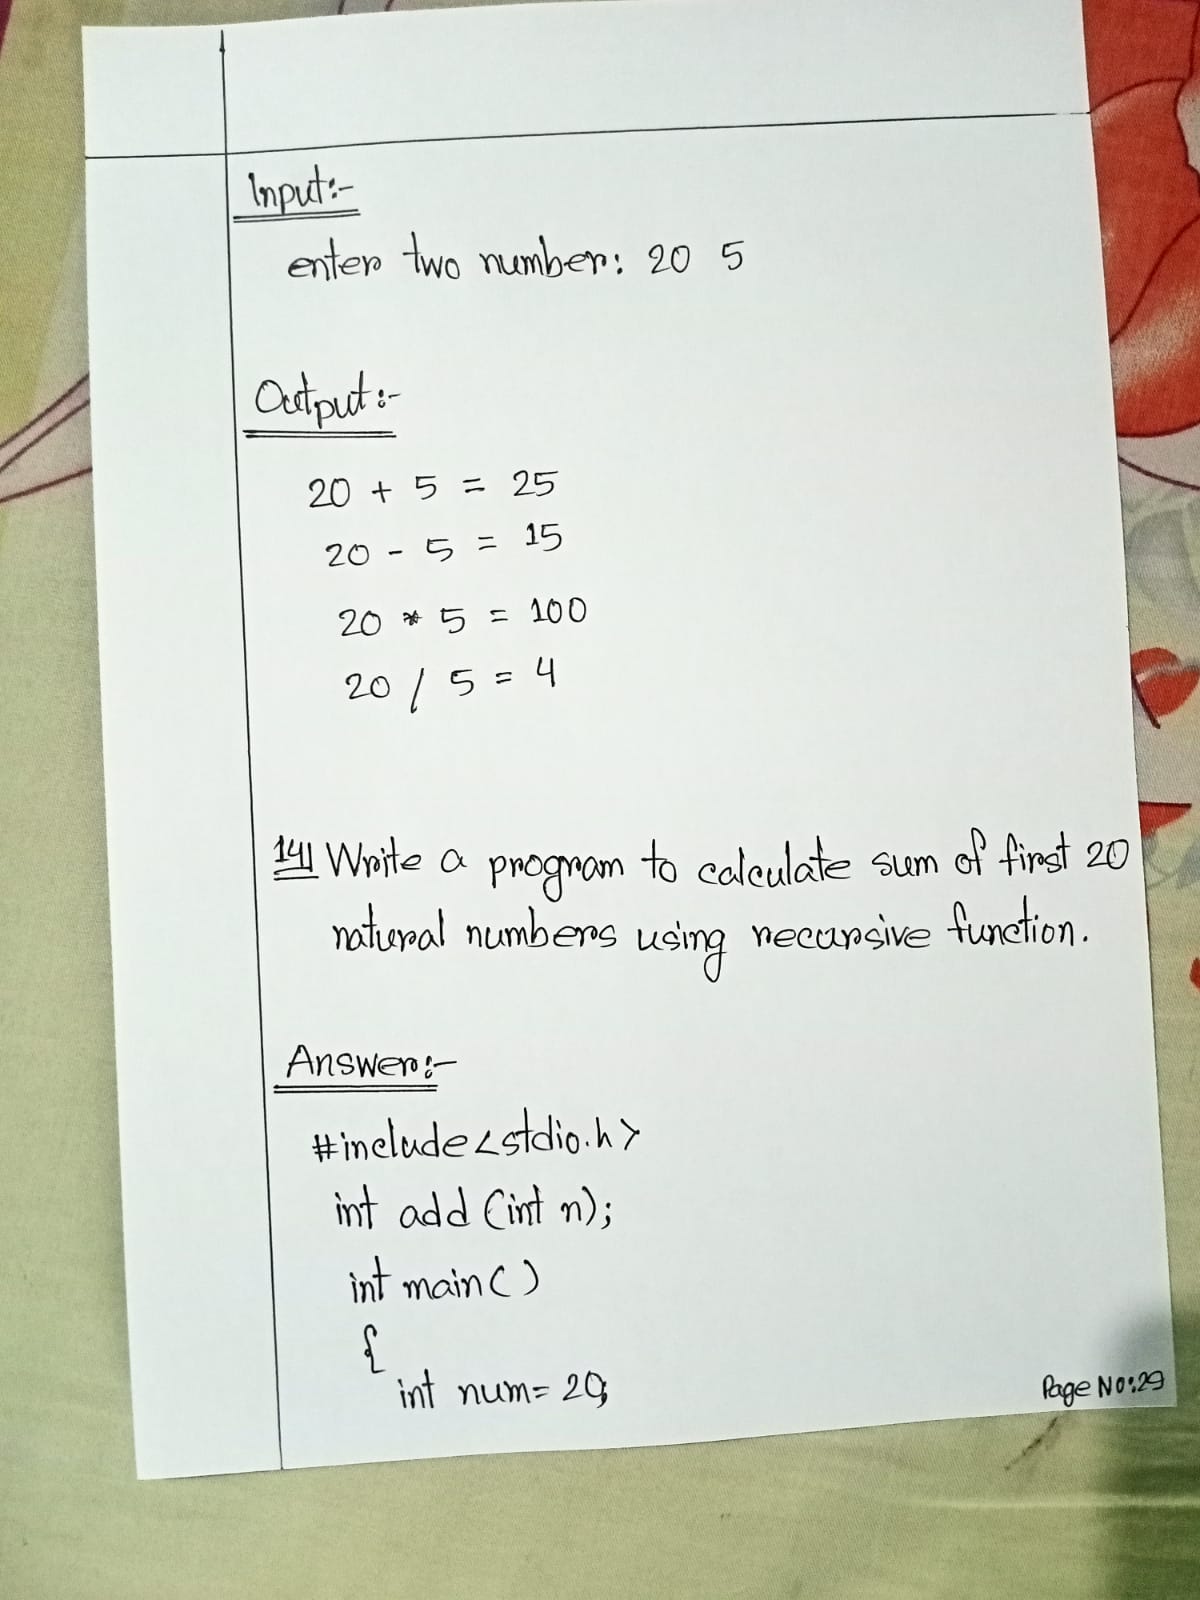 Input:-
enter two number: 20 5
Output:-
20 + 5 = 25
20 - 5 = 15
20 * 5 = 100
20 / 5 = 4
14) Write a program to calculate sum of first 20
natural numbers using recursive function.
Answer:-
#include<stdio.h>
int add (int n);
int main()
{
int num = 20;
Page No:29